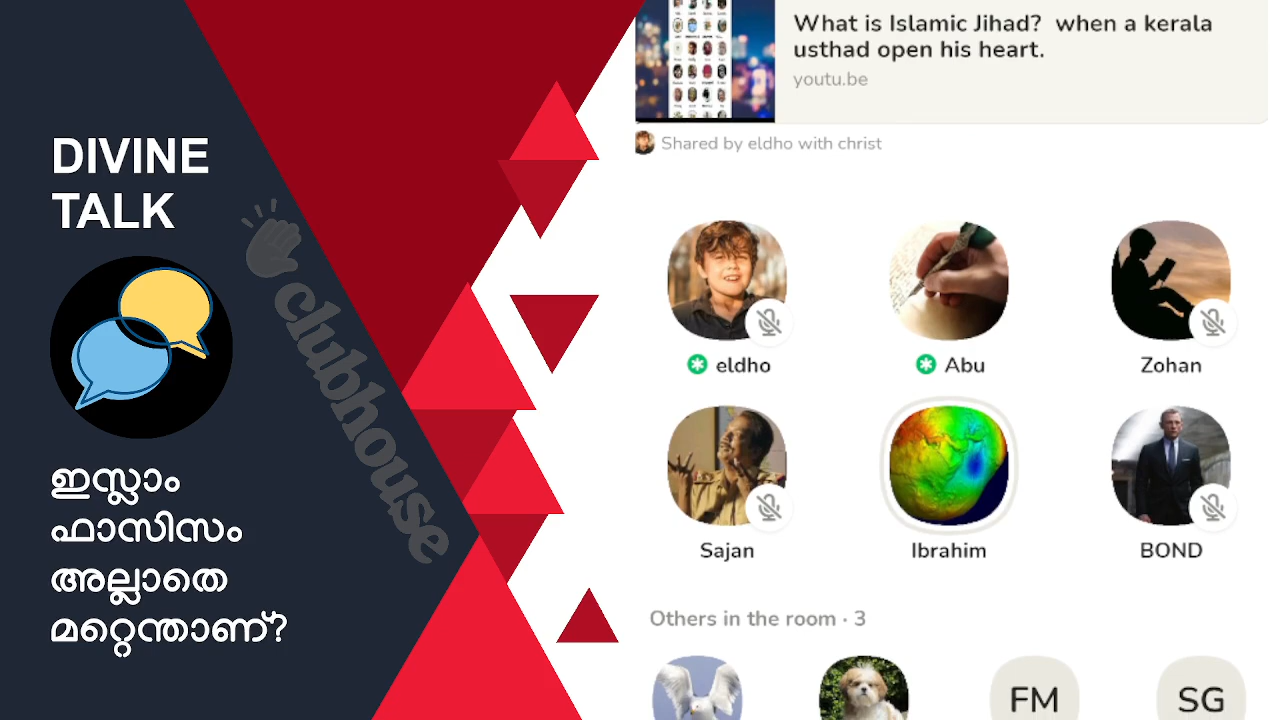 DIVINE
TALK
clubhouse
ഇസ്ലാം
ഫാസിസം
അല്ലാതെ
മറ്റെന്താണ്?
What is Islamic Jihad?  when a kerala
usthad open his heart.
youtu.be
Shared by eldho with christ
eldho
Abu
Zohan
Sajan
Ibrahim
BOND
Others in the room · 3
FM
SG